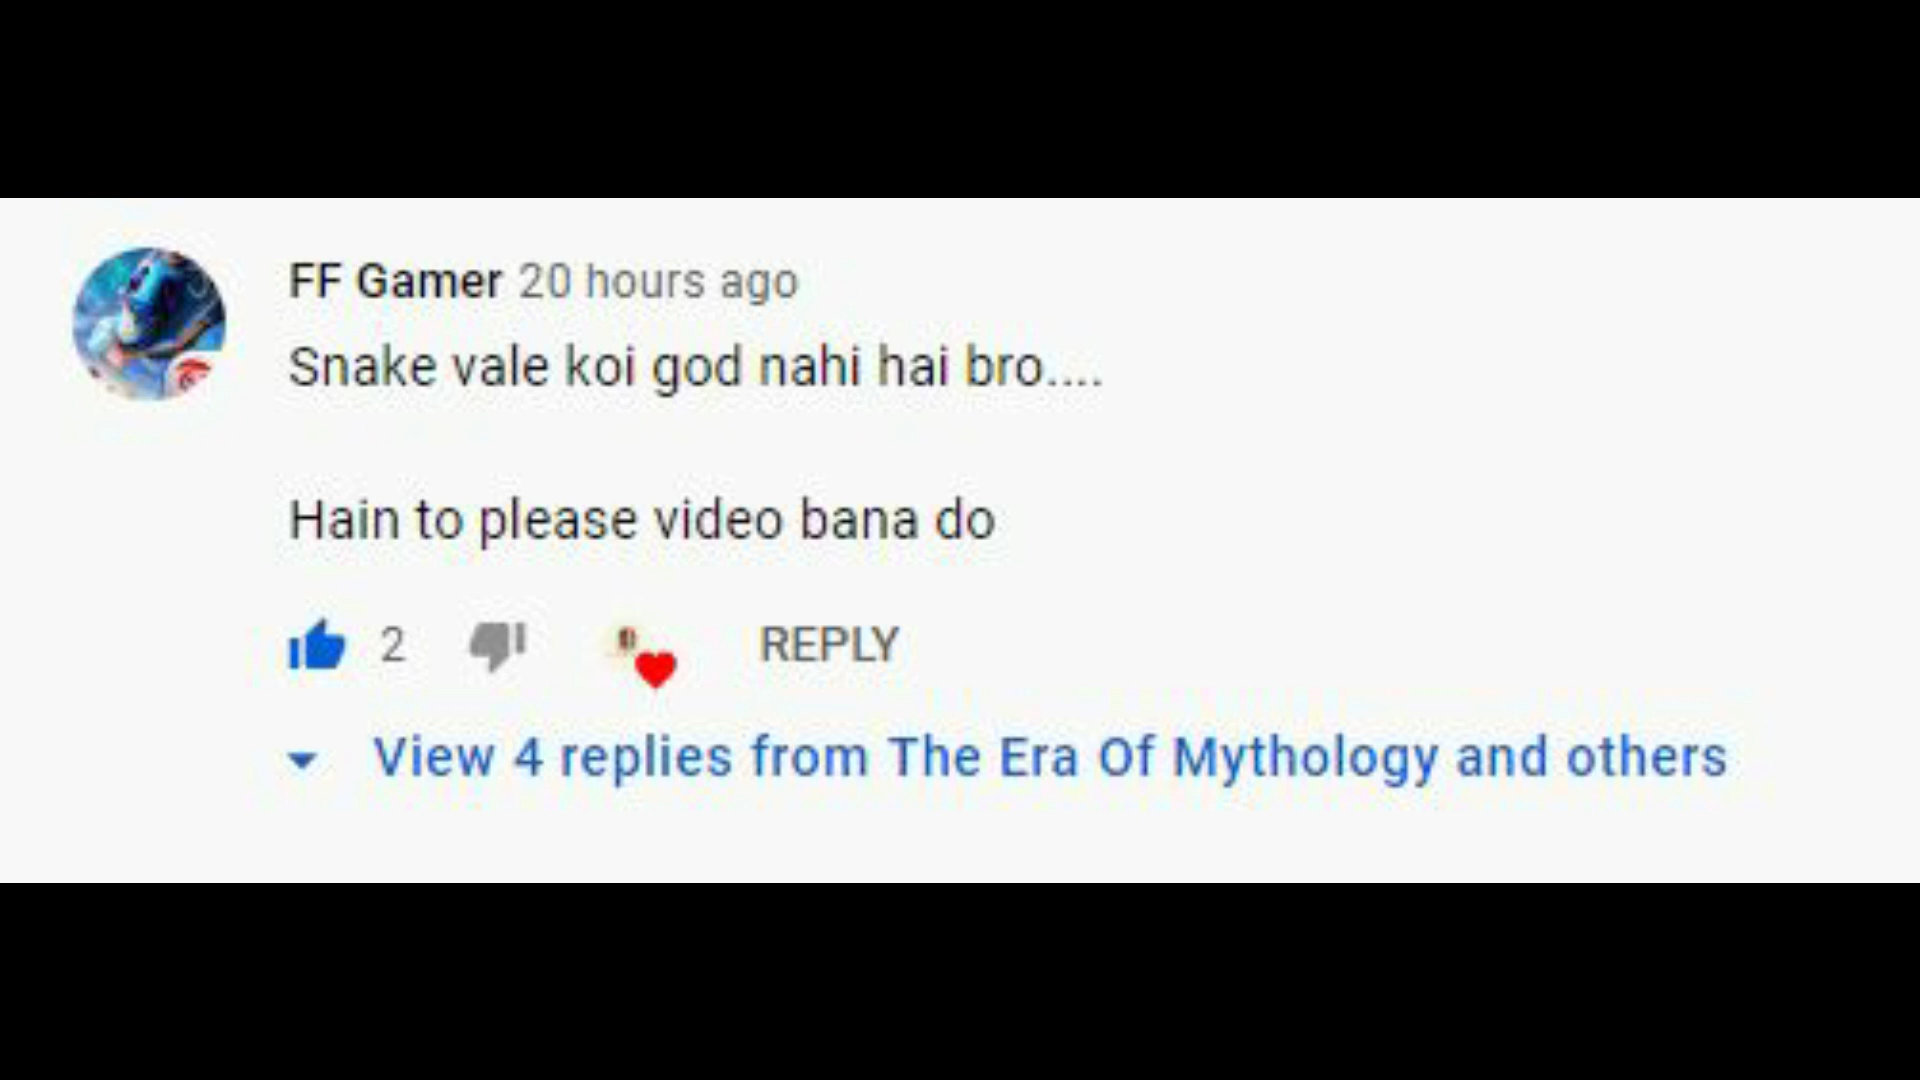 FF Gamer 20 hours ago
Snake vale koi god nahi hai bro....
Hain to please video bana do
2 REPLY
View 4 replies from The Era Of Mythology and others